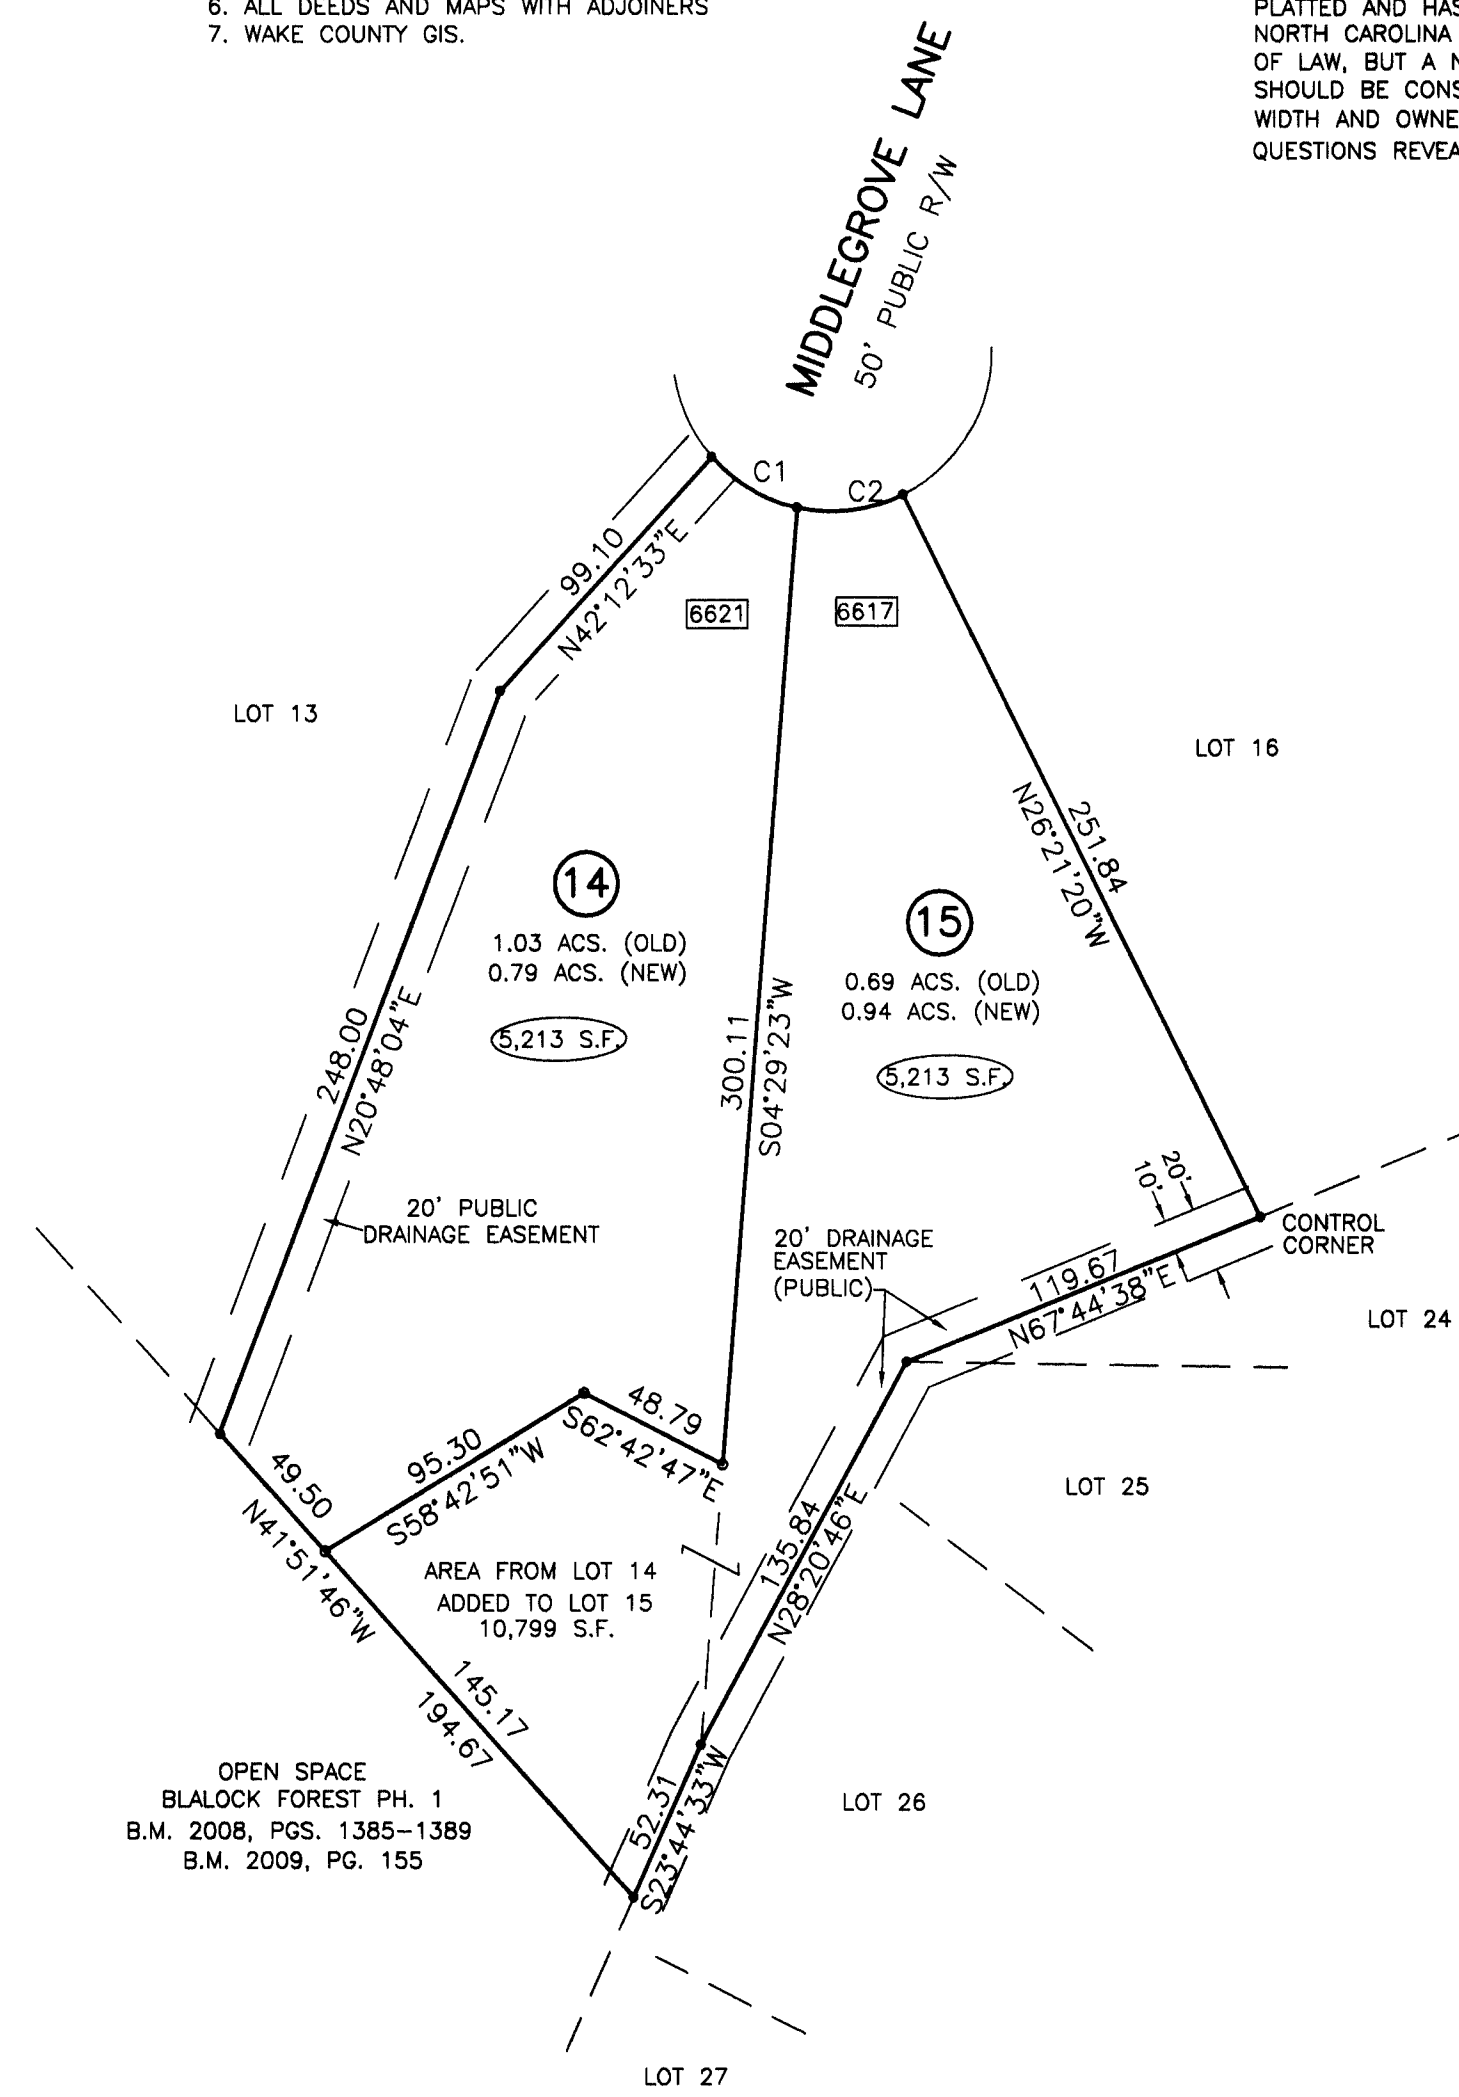 6. ALL DEEDS AND MAPS WITH ADJOINERS
7. WAKE COUNTY GIS.
PLATTED AND HAS
NORTH CAROLINA
OF LAW, BUT A
SHOULD BE CONS
WIDTH AND OWNE
QUESTIONS REVEA
MIDDLEGROVE LANE
50' PUBLIC R/W
C1
C2
99.10
N42°12'33"E
6621
6617
LOT 13
LOT 16
251.84
N26°21'20"W
14
1.03 ACS. (OLD)
0.79 ACS. (NEW)
5,213 S.F.
15
0.69 ACS. (OLD)
0.94 ACS. (NEW)
5,213 S.F.
248.00
N20°48'04"E
300.11
S04°29'23"W
20' PUBLIC
DRAINAGE EASEMENT
20' DRAINAGE
EASEMENT
(PUBLIC)
10'
20'
CONTROL
CORNER
119.67
N67°44'38"E
LOT 24
48.79
S62°42'47"E
95.30
S58°42'51"W
49.50
N41°51'46"W
LOT 25
135.84
N28°20'46"E
AREA FROM LOT 14
ADDED TO LOT 15
10,799 S.F.
145.17
194.67
OPEN SPACE
BLALOCK FOREST PH. 1
B.M. 2008, PGS. 1385-1389
B.M. 2009, PG. 155
52.31
S23°44'33"W
LOT 26
LOT 27